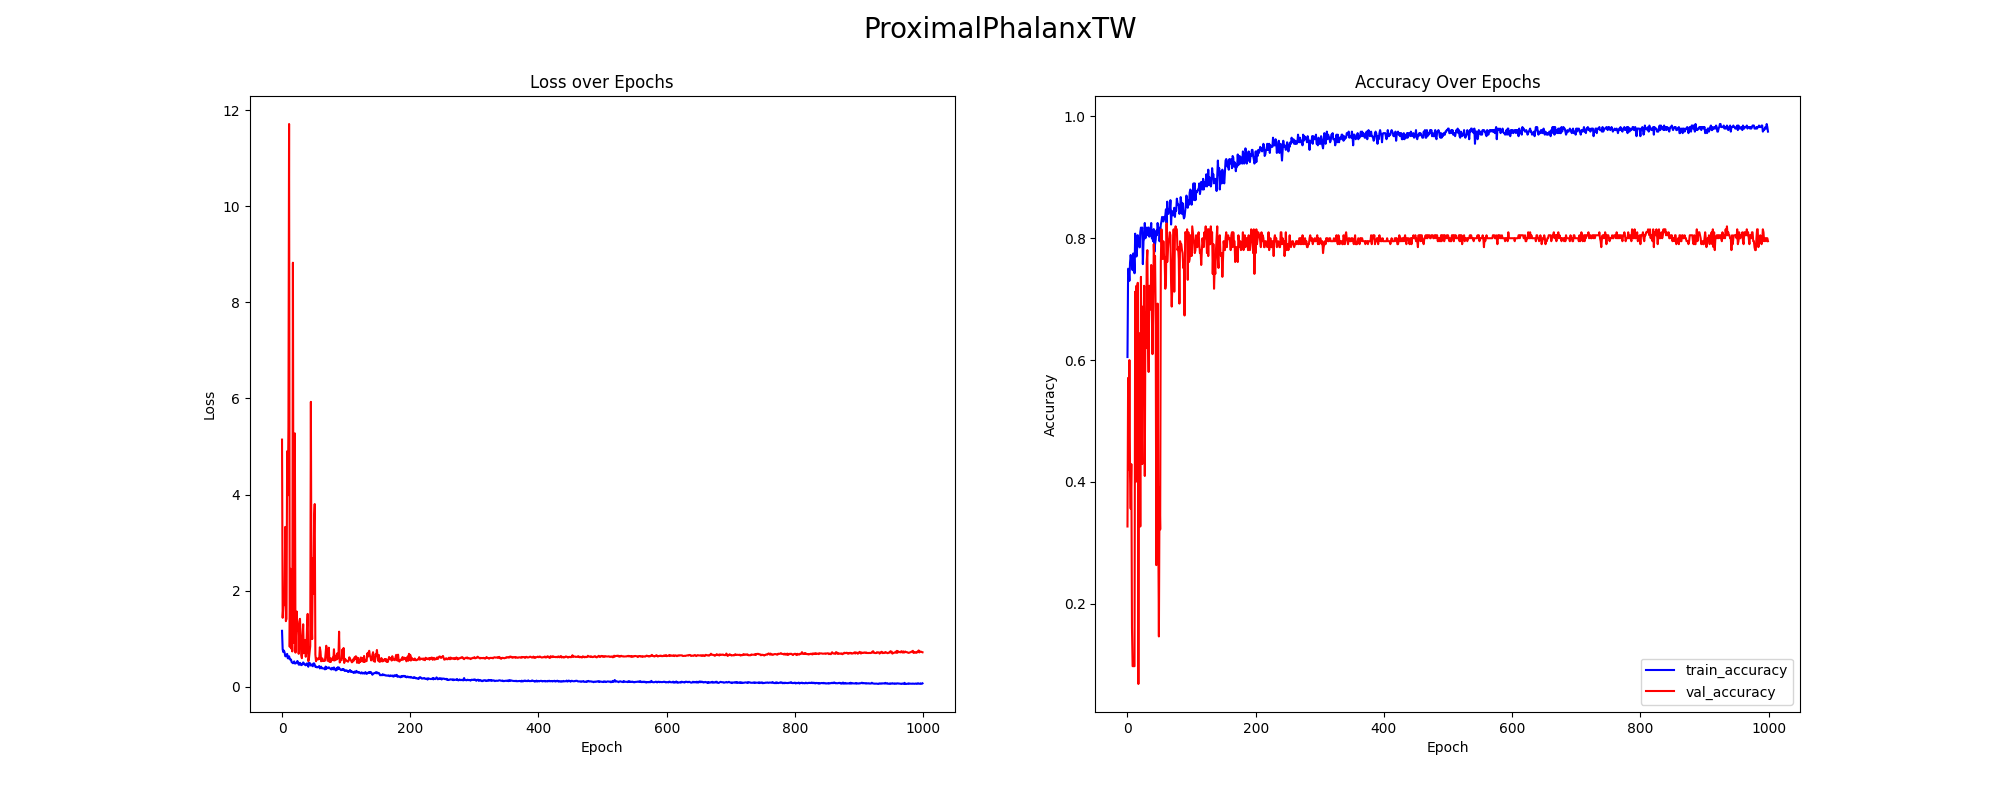 ProximalPhalanxTW
Loss over Epochs
12
10
8
6
4
2
0
Loss
0 200 400 600 800 1000
Epoch
Accuracy Over Epochs
1.0
0.8
0.6
0.4
0.2
Accuracy
0 200 400 600 800 1000
Epoch
train_accuracy
val_accuracy